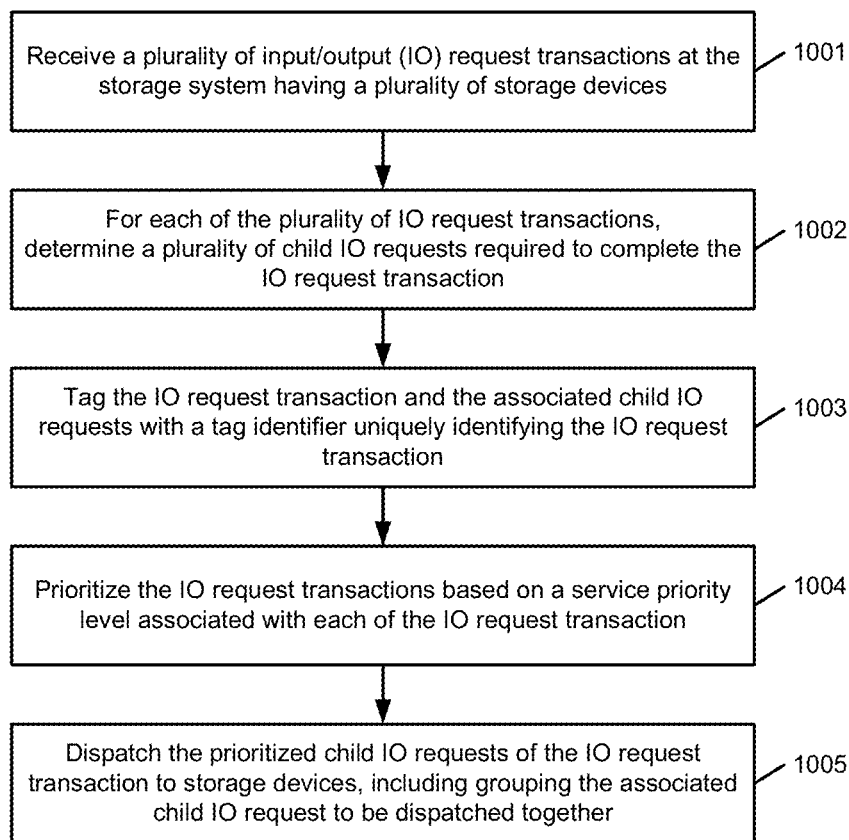 Receive a plurality of input/output (IO) request transactions at the
storage system having a plurality of storage devices
1001
For each of the plurality of IO request transactions,
determine a plurality of child IO requests required to complete the
IO request transaction
1002
Tag the IO request transaction and the associated child IO
requests with a tag identifier uniquely identifying the IO request
transaction
1003
Prioritize the IO request transactions based on a service priority
level associated with each of the IO request transaction
1004
Dispatch the prioritized child IO requests of the IO request
transaction to storage devices, including grouping the associated
child IO request to be dispatched together
1005